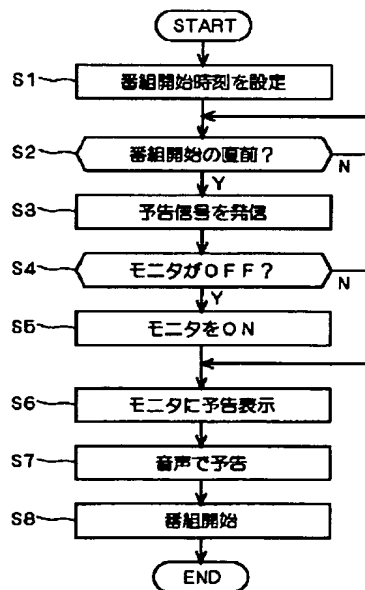 START
S1 番組開始時刻を設定
S2 番組開始の直前?
N
Y
S3 予告信号を発信
S4 モニタがOFF?
N
Y
S5 モニタをON
S6 モニタに予告表示
S7 音声で予告
S8 番組開始
END